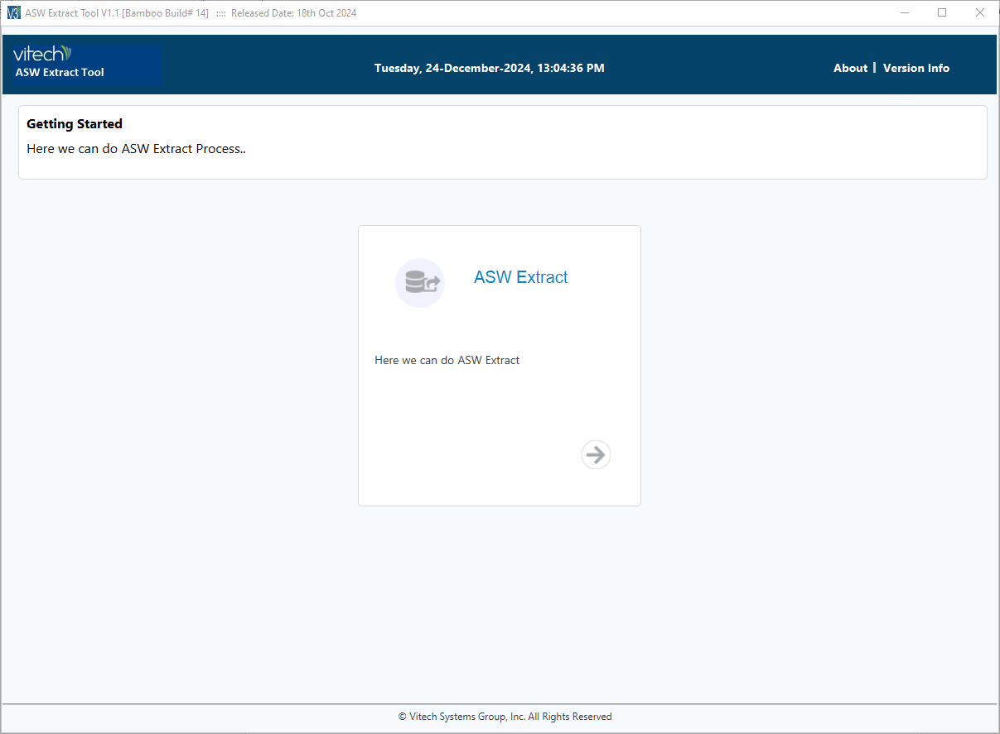 V3 ASW Extract Tool V1.1 [Bamboo Build# 14] :::: Released Date: 18th Oct 2024
vitech
ASW Extract Tool
Tuesday, 24-December-2024, 13:04:36 PM
About | Version Info
Getting Started
Here we can do ASW Extract Process..
ASW Extract
Here we can do ASW Extract
© Vitech Systems Group, Inc. All Rights Reserved